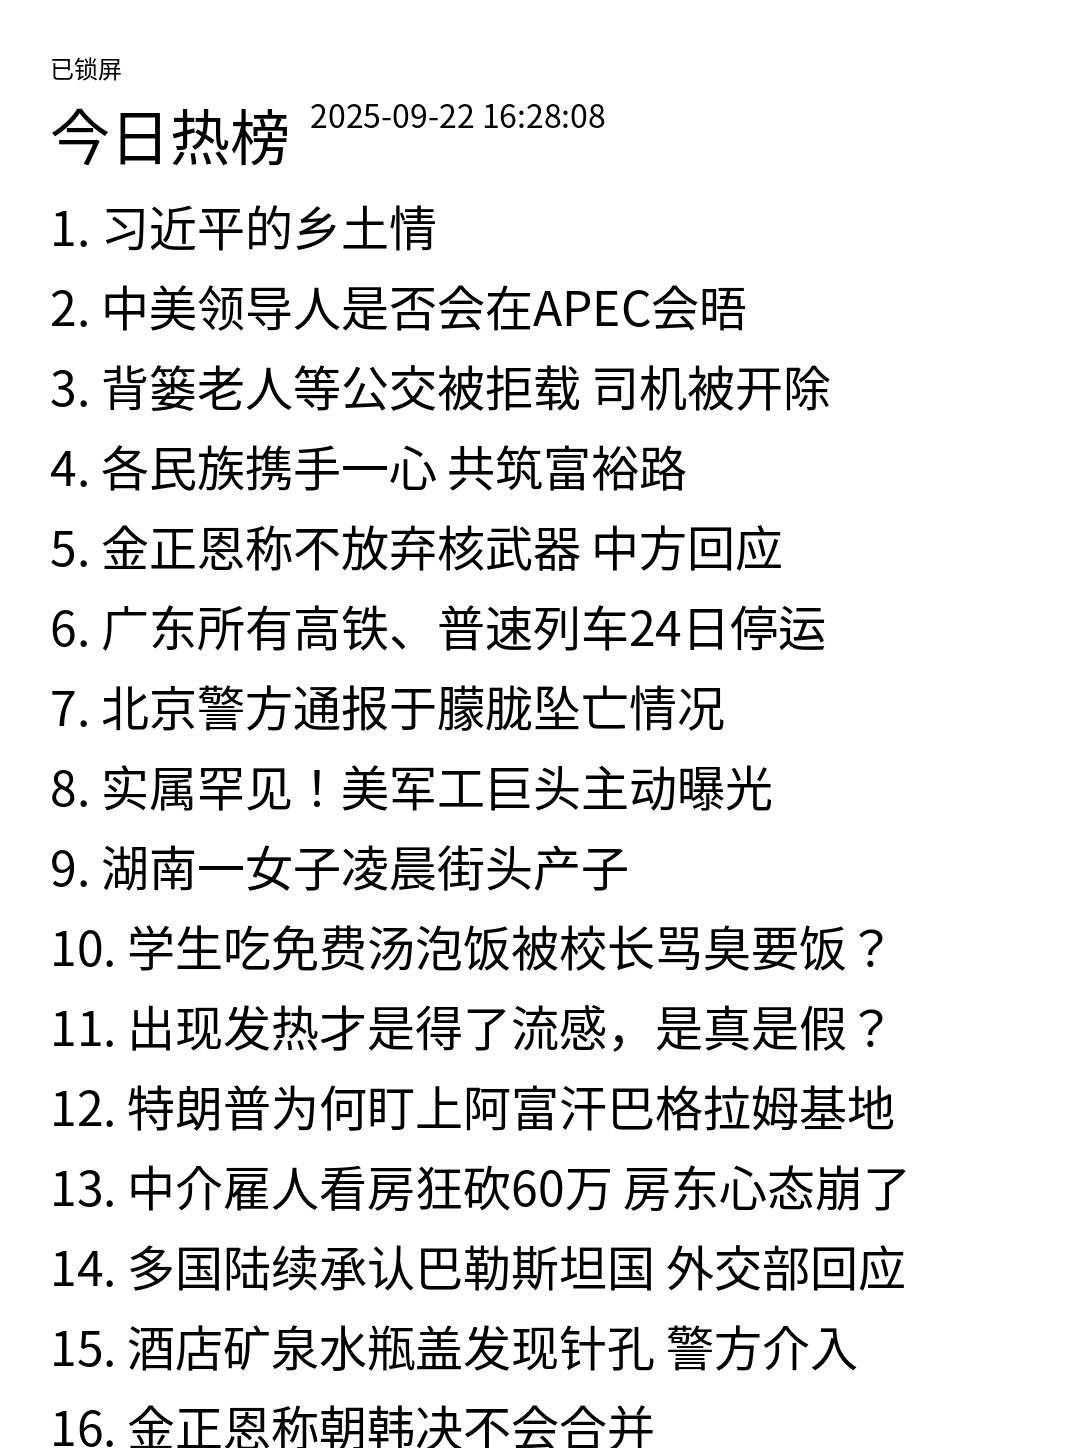 已锁屏
今日热榜 2025-09-22 16:28:08
1. 习近平的乡土情
2. 中美领导人是否会在APEC会晤
3. 背篓老人等公交被拒载 司机被开除
4. 各民族携手一心 共筑富裕路
5. 金正恩称不放弃核武器 中方回应
6. 广东所有高铁、普速列车24日停运
7. 北京警方通报于朦胧坠亡情况
8. 实属罕见！美军工巨头主动曝光
9. 湖南一女子凌晨街头产子
10. 学生吃免费汤泡饭被校长骂臭要饭？
11. 出现发热才是得了流感，是真是假？
12. 特朗普为何盯上阿富汗巴格拉姆基地
13. 中介雇人看房狂砍60万 房东心态崩了
14. 多国陆续承认巴勒斯坦国 外交部回应
15. 酒店矿泉水瓶盖发现针孔 警方介入
16. 金正恩称朝韩决不会合并